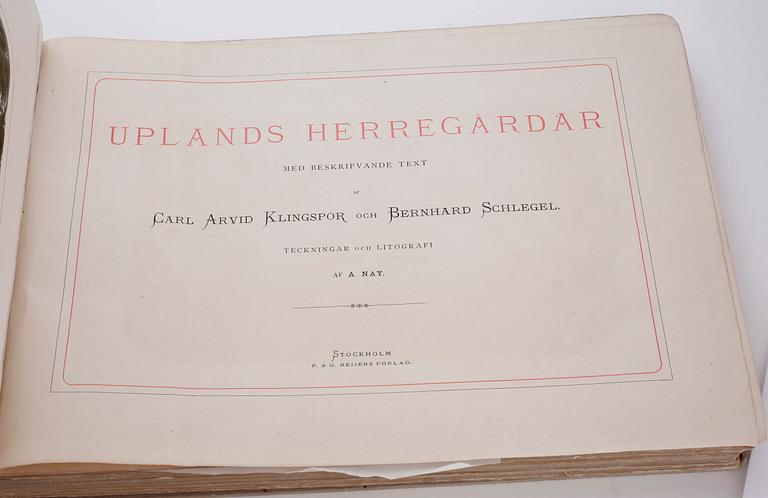 UPLANDS HERREGÅRDAR
MED BESKRIFVANDE TEXT
AF
CARL ARVID KLINGSPOR OCH BERNHARD SCHLEGEL.
TECKNINGAR OCH LITOGRAFI
AF A. NAY.
STOCKHOLM
F. & G. BEIJERS FÖRLAG.